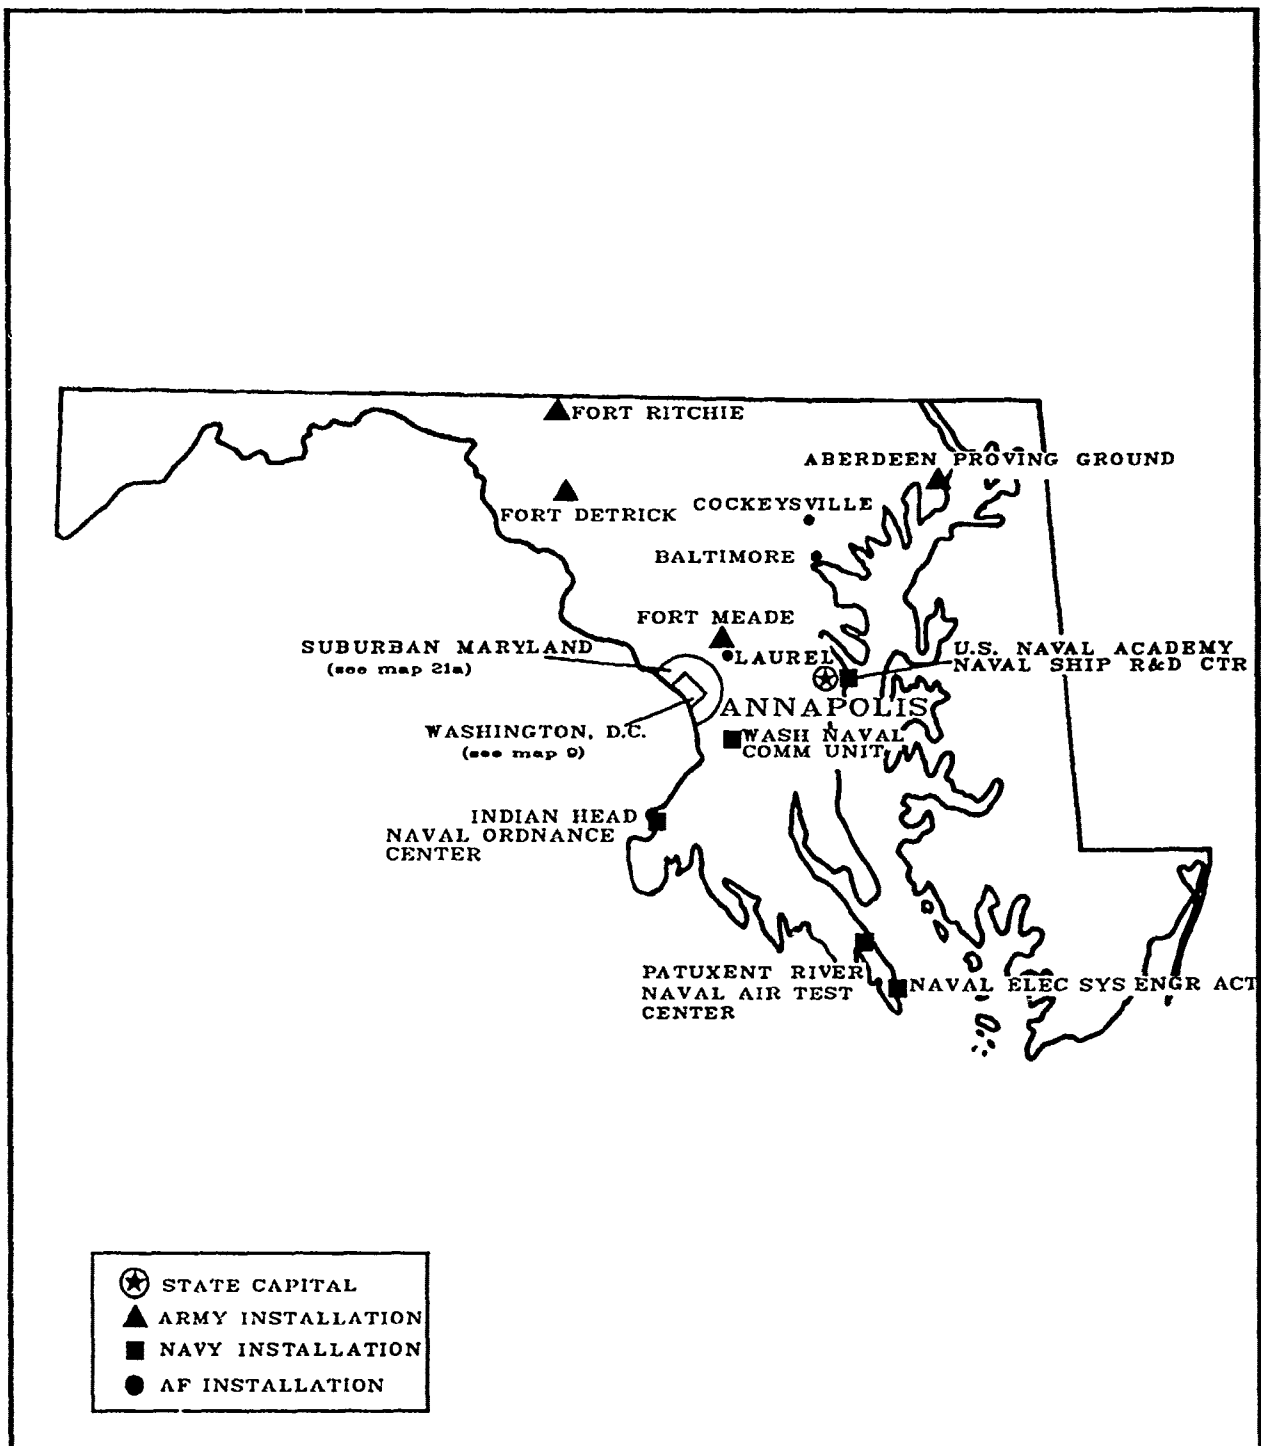 FORT RITCHIE
ABERDEEN PROVING GROUND
FORT DETRICK
COCKEYSVILLE
BALTIMORE
FORT MEADE
SUBURBAN MARYLAND
(see map 21a)
LAUREL
U.S. NAVAL ACADEMY
NAVAL SHIP R&D CTR
ANNAPOLIS
WASHINGTON, D.C.
(see map 9)
WASH NAVAL
COMM UNIT,
INDIAN HEAD
NAVAL ORDNANCE
CENTER
PATUXENT RIVER
NAVAL AIR TEST
CENTER
NAVAL ELEC SYS ENGR ACT
STATE CAPITAL
ARMY INSTALLATION
NAVY INSTALLATION
AF INSTALLATION